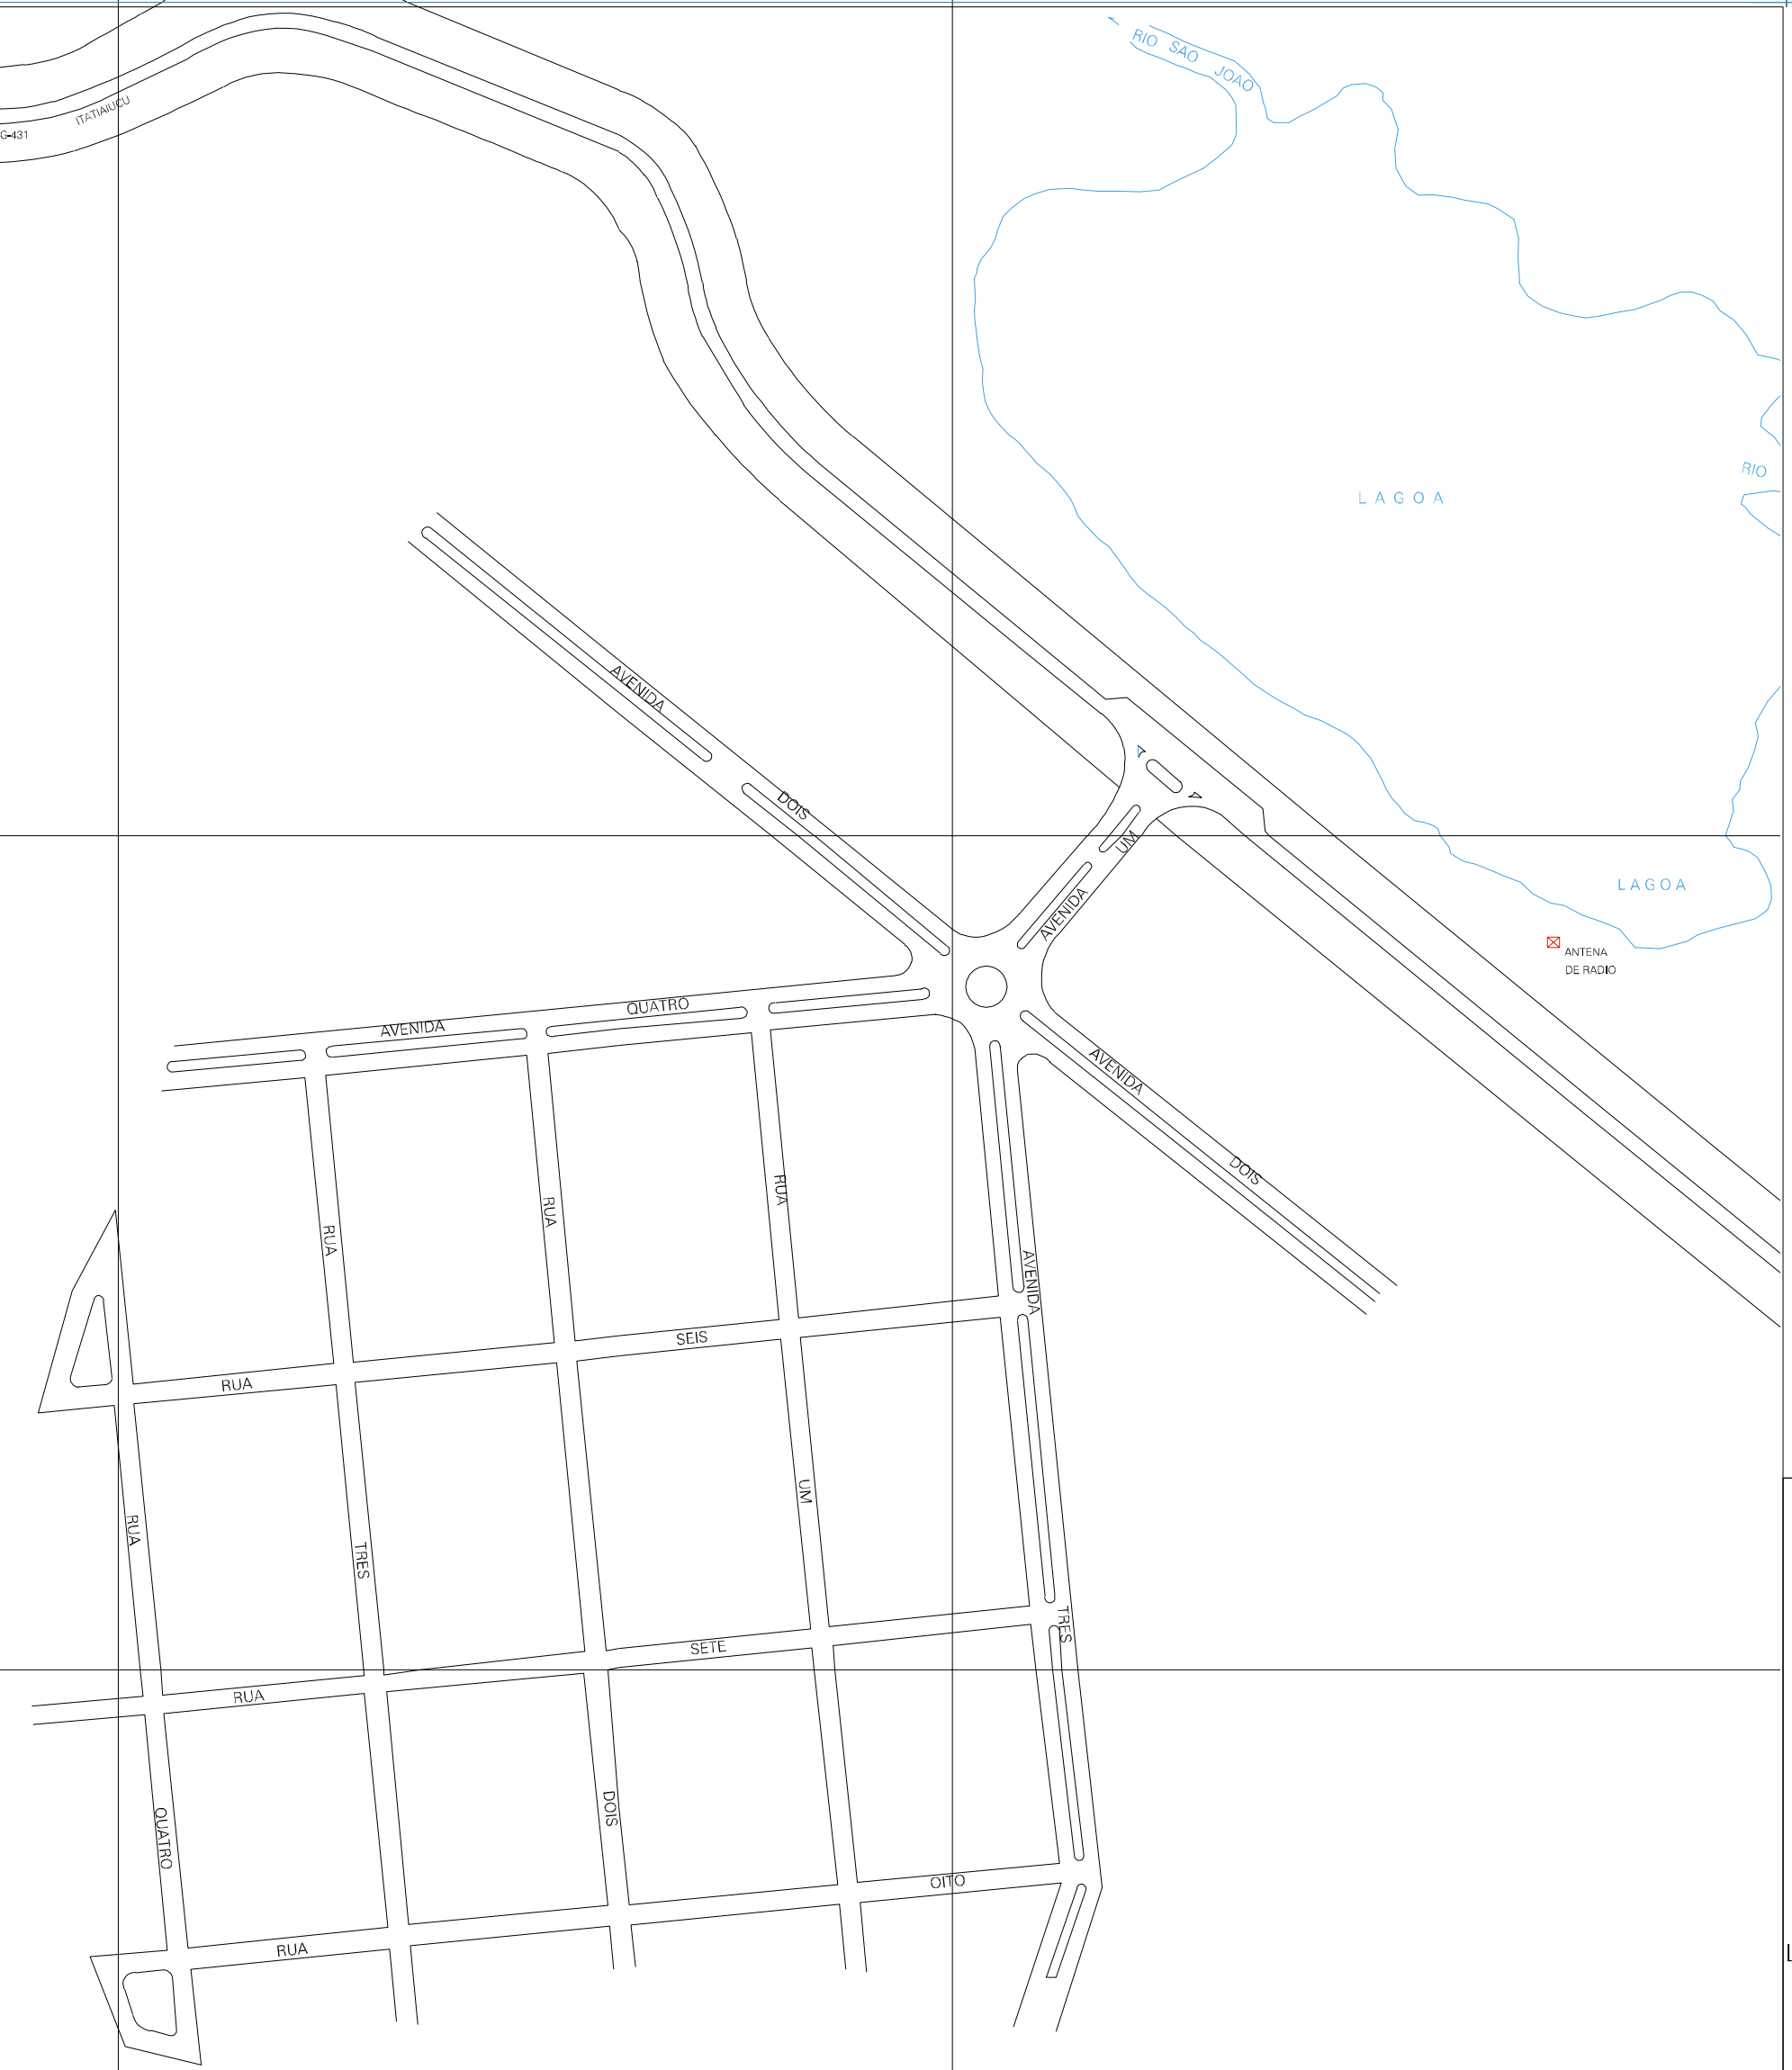 RIO SAO JOAO
ITATIAIUCU
G-431
RIO
LAGOA
AVENIDA
DOIS
UM
AVENIDA
LAGOA
ANTENA
DE RADIO
QUATRO
AVENIDA
AVENIDA
DOIS
RUA
RUA
RUA
AVENIDA
SEIS
RUA
UM
RUA
TRES
TRES
SETE
RUA
DOIS
QUATRO
OITO
RUA